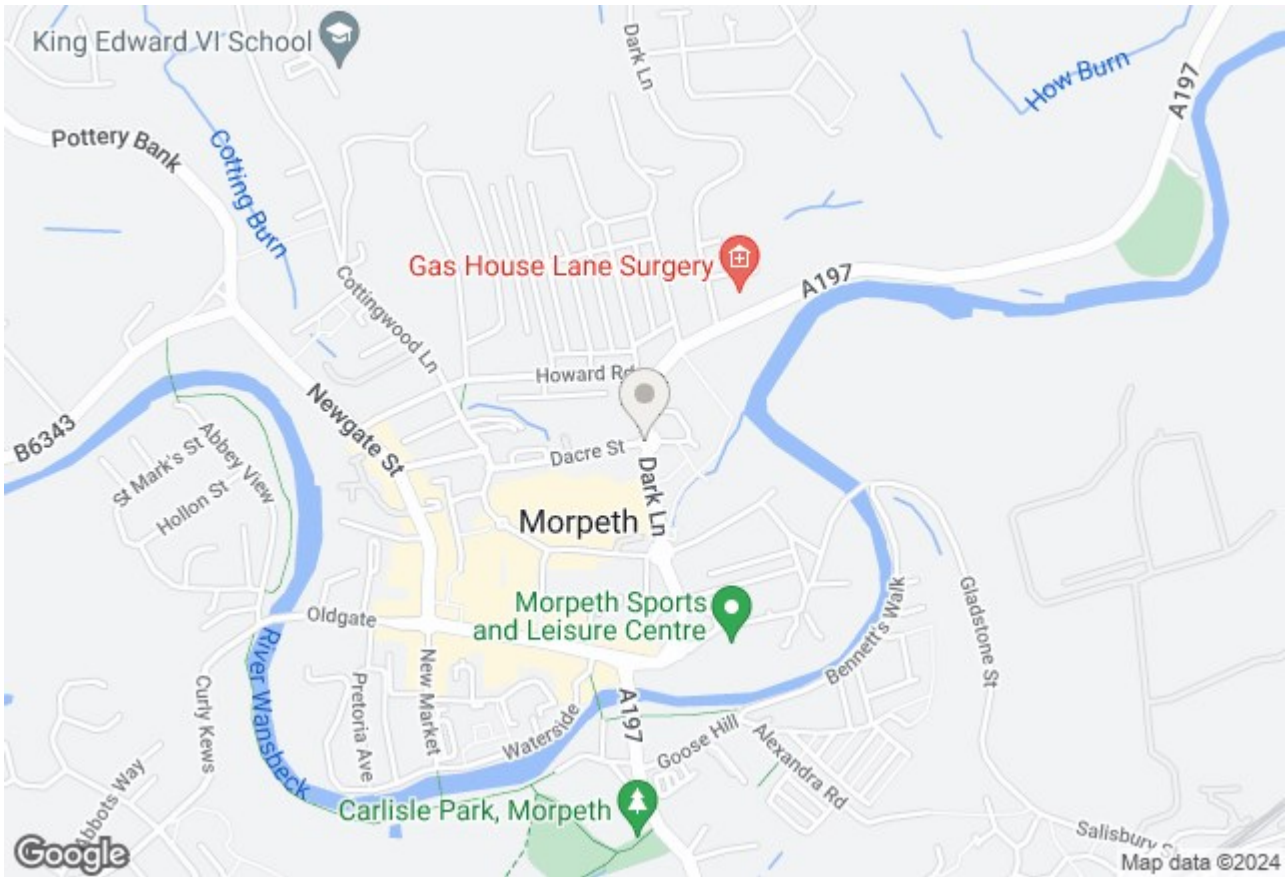 King Edward VI School
Dark Ln
How Burn
A197
Pottery Bank
Cotting Burn
Gas House Lane Surgery
A197
Cottingwood Ln
Howard Rd
Newgate St
B6343
Abbey View
St Mark's St
Hollon St
Dacre St
Dark Ln
Morpeth
Oldgate
Morpeth Sports
and Leisure Centre
Bennett's Walk
Gladstone St
River Wansbeck
Curly Kews
Pretoria Ave
New Market
Waterside
A197
Goose Hill
Alexandra Rd
Abbots Way
Carlisle Park, Morpeth
Salisbury S
Google
Map data ©2024